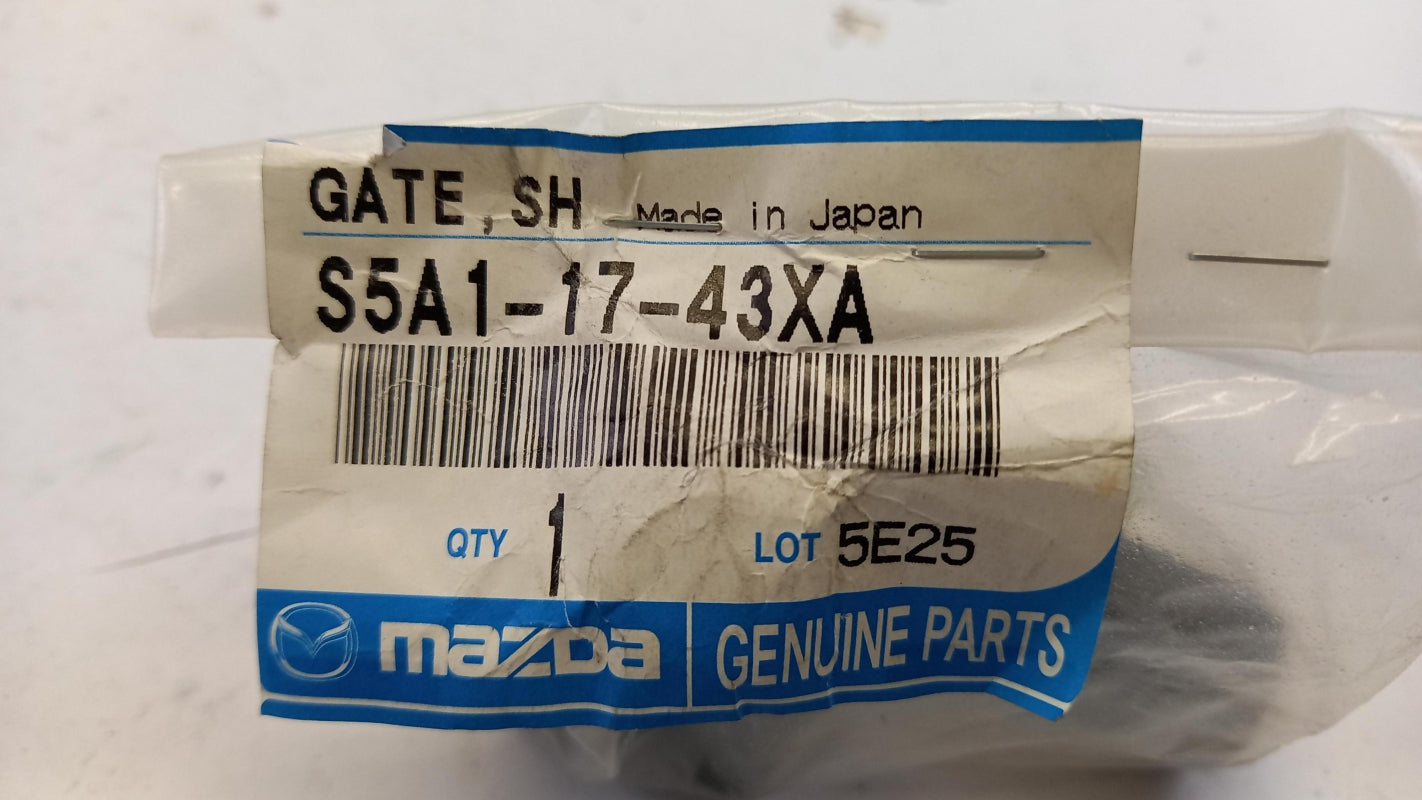 GATE,SH Made in Japan
S5A1-17-43XA
QTY 1 LOT 5E25
mazda GENUINE PARTS